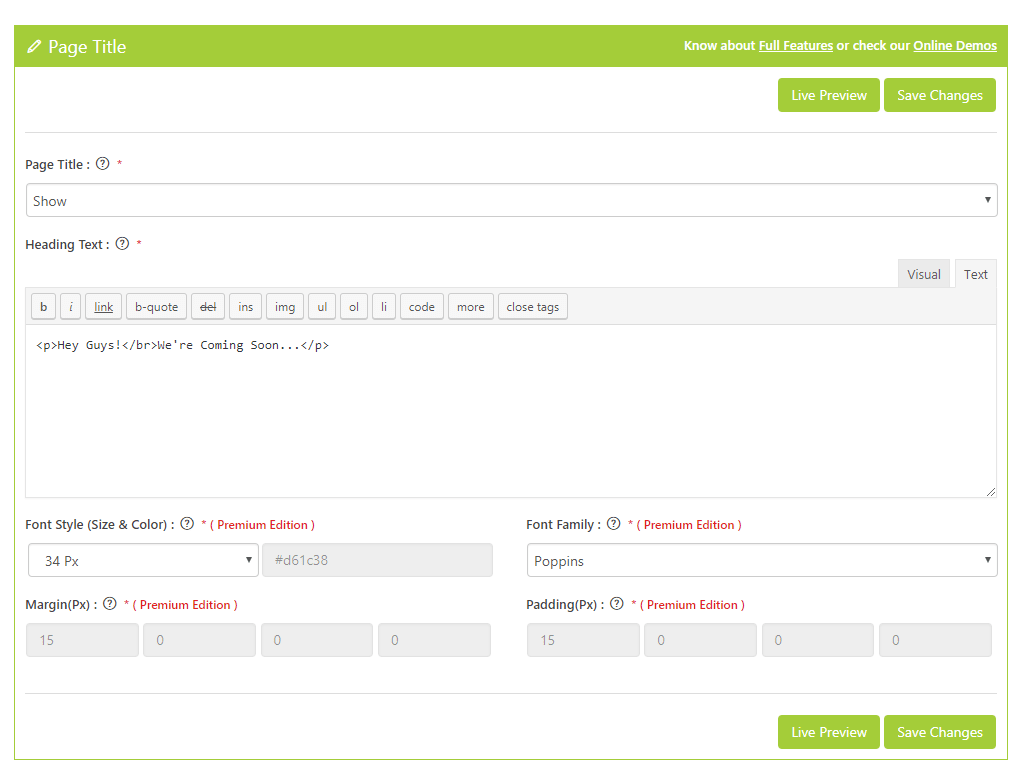 Page Title
Know about Full Features or check our Online Demos
Live Preview Save Changes
Page Title : ? *
Show
Heading Text : ? *
Visual Text
b i link b-quote del ins img ul ol li code more close tags
<p>Hey Guys!</br>We're Coming Soon...</p>
Font Style (Size & Color) : ? * ( Premium Edition ) Font Family : ? * ( Premium Edition )
34 Px #d61c38 Poppins
Margin(Px) : ? * ( Premium Edition ) Padding(Px) : ? * ( Premium Edition )
15 0 0 0 15 0 0 0
Live Preview Save Changes